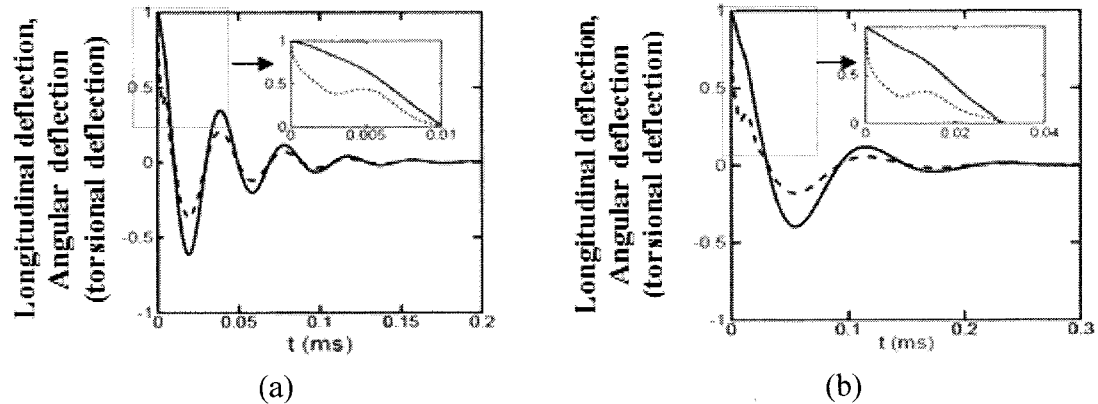 Longitudinal deflection,
Angular deflection
(torsional deflection)
1
0.5
0
-0.5
-1
0 0.05 0.1 0.15 0.2
t (ms)
1
0.5
0
0 0.005 0.01
(a)
Longitudinal deflection,
Angular deflection
(torsional deflection)
1
0.5
0
-0.5
-1
0 0.1 0.2 0.3
t (ms)
1
0.5
0
0 0.02 0.04
(b)